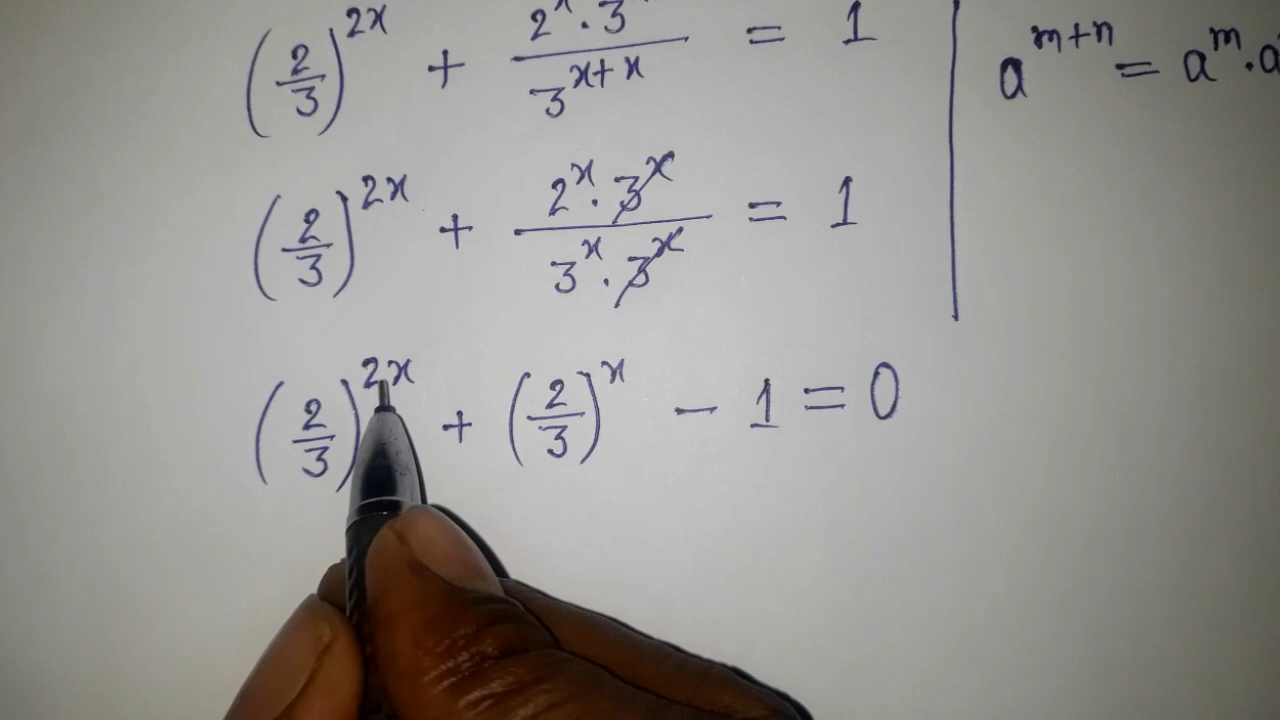 (2/3)^2x + 2^x · 3^x / 3^x+x = 1
a^m+n = a^m · a
(2/3)^2x + 2^x · 3^x / 3^x · 3^x = 1
(2/3)^2x + (2/3)^x − 1 = 0